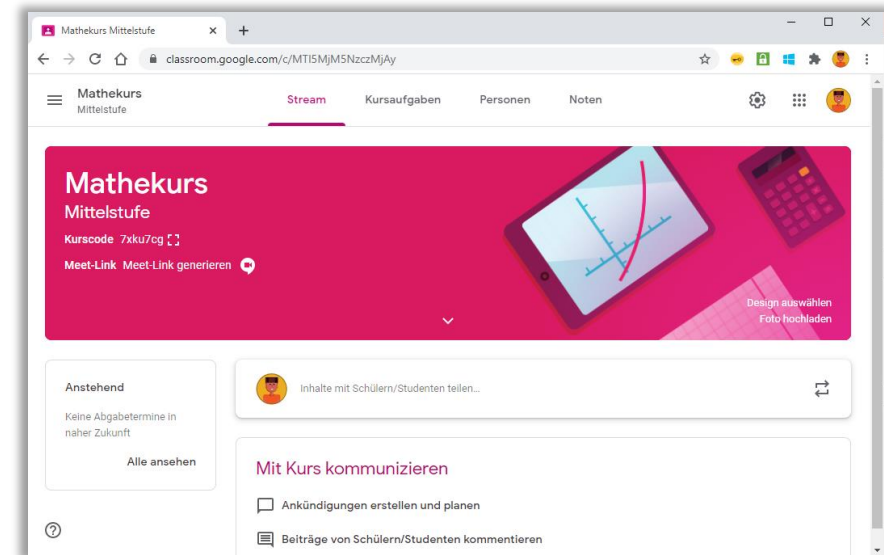 Mathekurs Mittelstufe
classroom.google.com/c/MTI5MjM5NzczMjAy
Mathekurs
Mittelstufe
Stream
Kursaufgaben
Personen
Noten
Mathekurs
Mittelstufe
Kurscode 7xku7cg
Meet-Link Meet-Link generieren
Design auswählen
Foto hochladen
Anstehend
Keine Abgabetermine in
naher Zukunft
Alle ansehen
Inhalte mit Schülern/Studenten teilen...
Mit Kurs kommunizieren
Ankündigungen erstellen und planen
Beiträge von Schülern/Studenten kommentieren